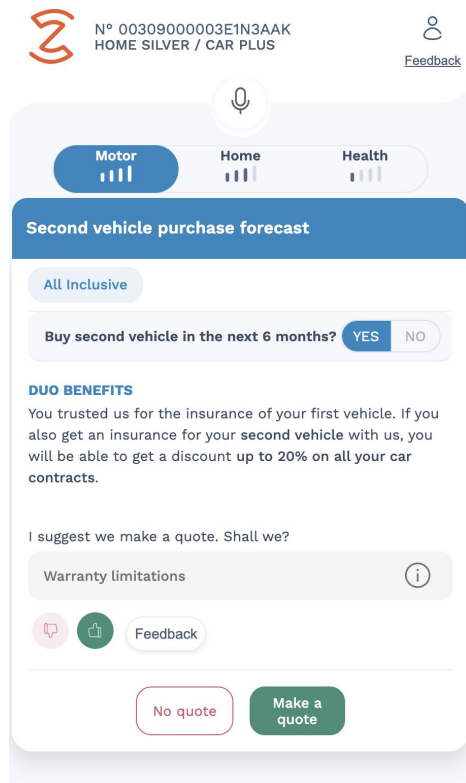 N° 00309000003E1N3AAK
HOME SILVER / CAR PLUS
Feedback
Motor
Home
Health
Second vehicle purchase forecast
All Inclusive
Buy second vehicle in the next 6 months?
YES
NO
DUO BENEFITS
You trusted us for the insurance of your first vehicle. If you
also get an insurance for your second vehicle with us, you
will be able to get a discount up to 20% on all your car
contracts.
I suggest we make a quote. Shall we?
Warranty limitations
Feedback
No quote
Make a
quote